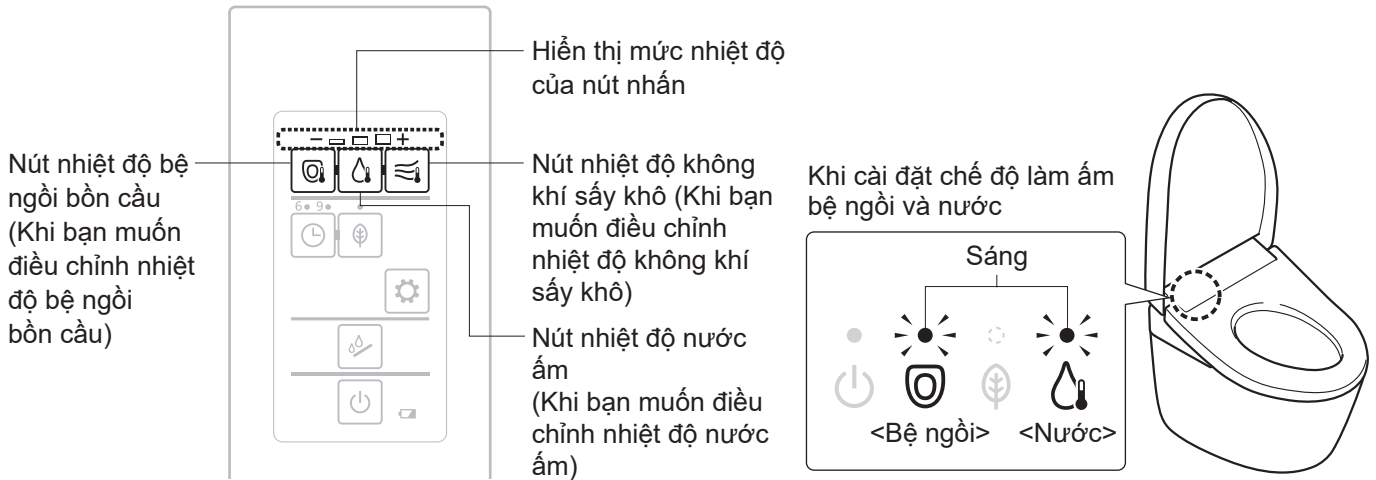 Hiển thị mức nhiệt độ
của nút nhấn
Nút nhiệt độ bệ
ngồi bồn cầu
(Khi bạn muốn
điều chỉnh nhiệt
độ bệ ngồi
bồn cầu)
− +
6 9
Nút nhiệt độ không
khí sấy khô (Khi bạn
muốn điều chỉnh
nhiệt độ không khí
sấy khô)
Nút nhiệt độ nước
ấm
(Khi bạn muốn điều
chỉnh nhiệt độ nước
ấm)
Khi cài đặt chế độ làm ấm
bệ ngồi và nước
Sáng
<Bệ ngồi> <Nước>